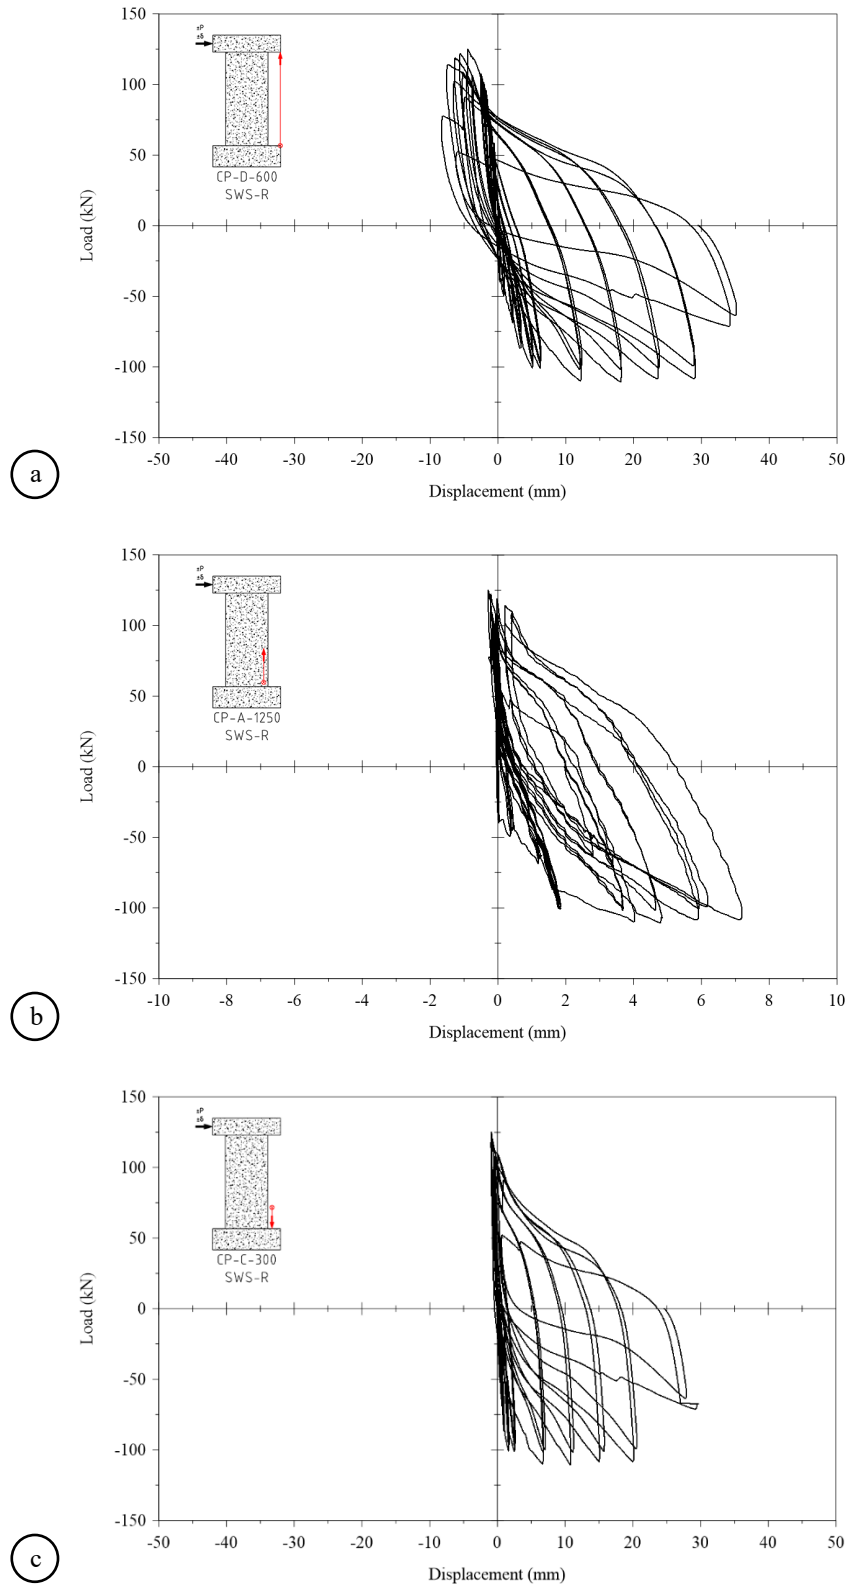 150
100
50
0
-50
-100
-150
Load (kN)
±P
±δ
CP-D-600
SWS-R
-50 -40 -30 -20 -10 0 10 20 30 40 50
Displacement (mm)
a
150
100
50
0
-50
-100
-150
Load (kN)
±P
±δ
CP-A-1250
SWS-R
-10 -8 -6 -4 -2 0 2 4 6 8 10
Displacement (mm)
b
150
100
50
0
-50
-100
-150
Load (kN)
±P
±δ
CP-C-300
SWS-R
-50 -40 -30 -20 -10 0 10 20 30 40 50
Displacement (mm)
c